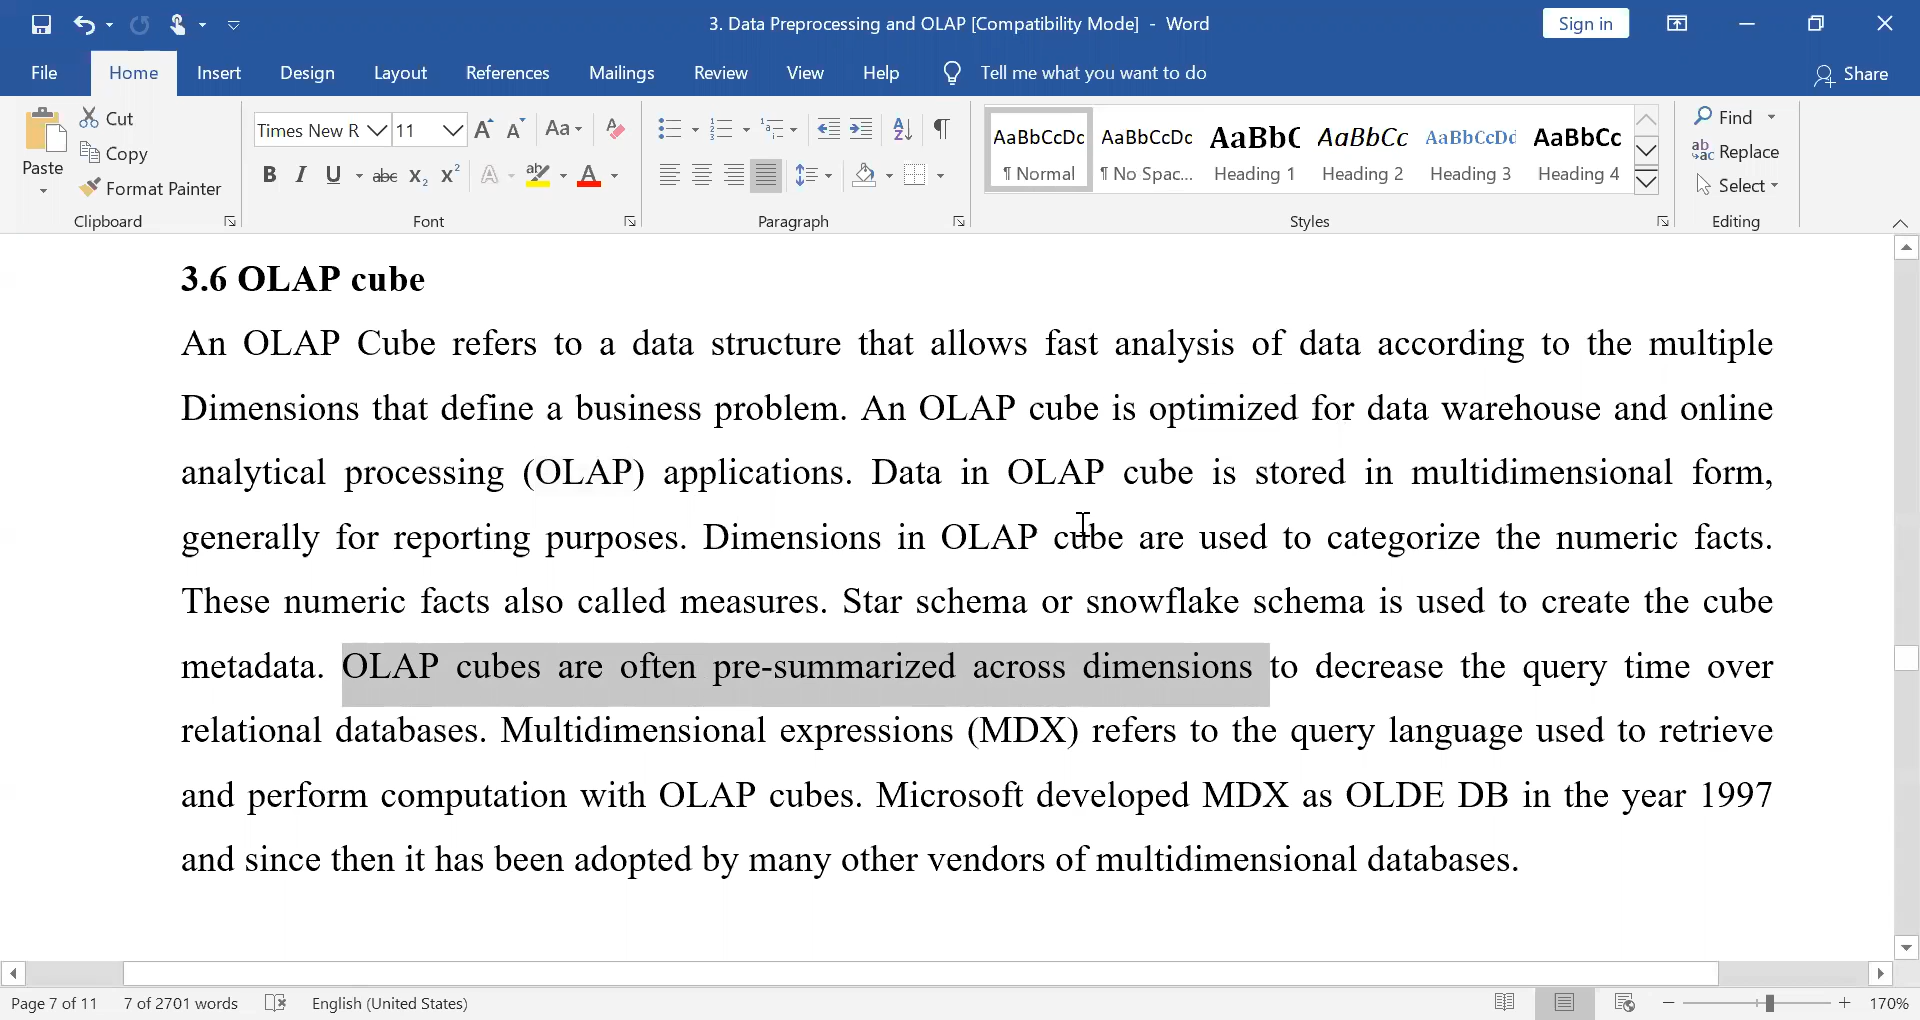 3. Data Preprocessing and OLAP [Compatibility Mode] - Word
Sign in
File Home Insert Design Layout References Mailings Review View Help Tell me what you want to do Share
Paste
Cut
Copy
Format Painter
Clipboard
Times New R 11
Aa
B I U abc X₂ X² A ab A
Font
Paragraph
AaBbCcDc AaBbCcDc AaBbC AaBbCc AaBbCcDd AaBbCc
¶ Normal ¶ No Spac... Heading 1 Heading 2 Heading 3 Heading 4
Styles
Find
Replace
Select
Editing
3.6 OLAP cube
An OLAP Cube refers to a data structure that allows fast analysis of data according to the multiple
Dimensions that define a business problem. An OLAP cube is optimized for data warehouse and online
analytical processing (OLAP) applications. Data in OLAP cube is stored in multidimensional form,
generally for reporting purposes. Dimensions in OLAP cube are used to categorize the numeric facts.
These numeric facts also called measures. Star schema or snowflake schema is used to create the cube
metadata. OLAP cubes are often pre-summarized across dimensions to decrease the query time over
relational databases. Multidimensional expressions (MDX) refers to the query language used to retrieve
and perform computation with OLAP cubes. Microsoft developed MDX as OLDE DB in the year 1997
and since then it has been adopted by many other vendors of multidimensional databases.
Page 7 of 11 7 of 2701 words English (United States) 170%